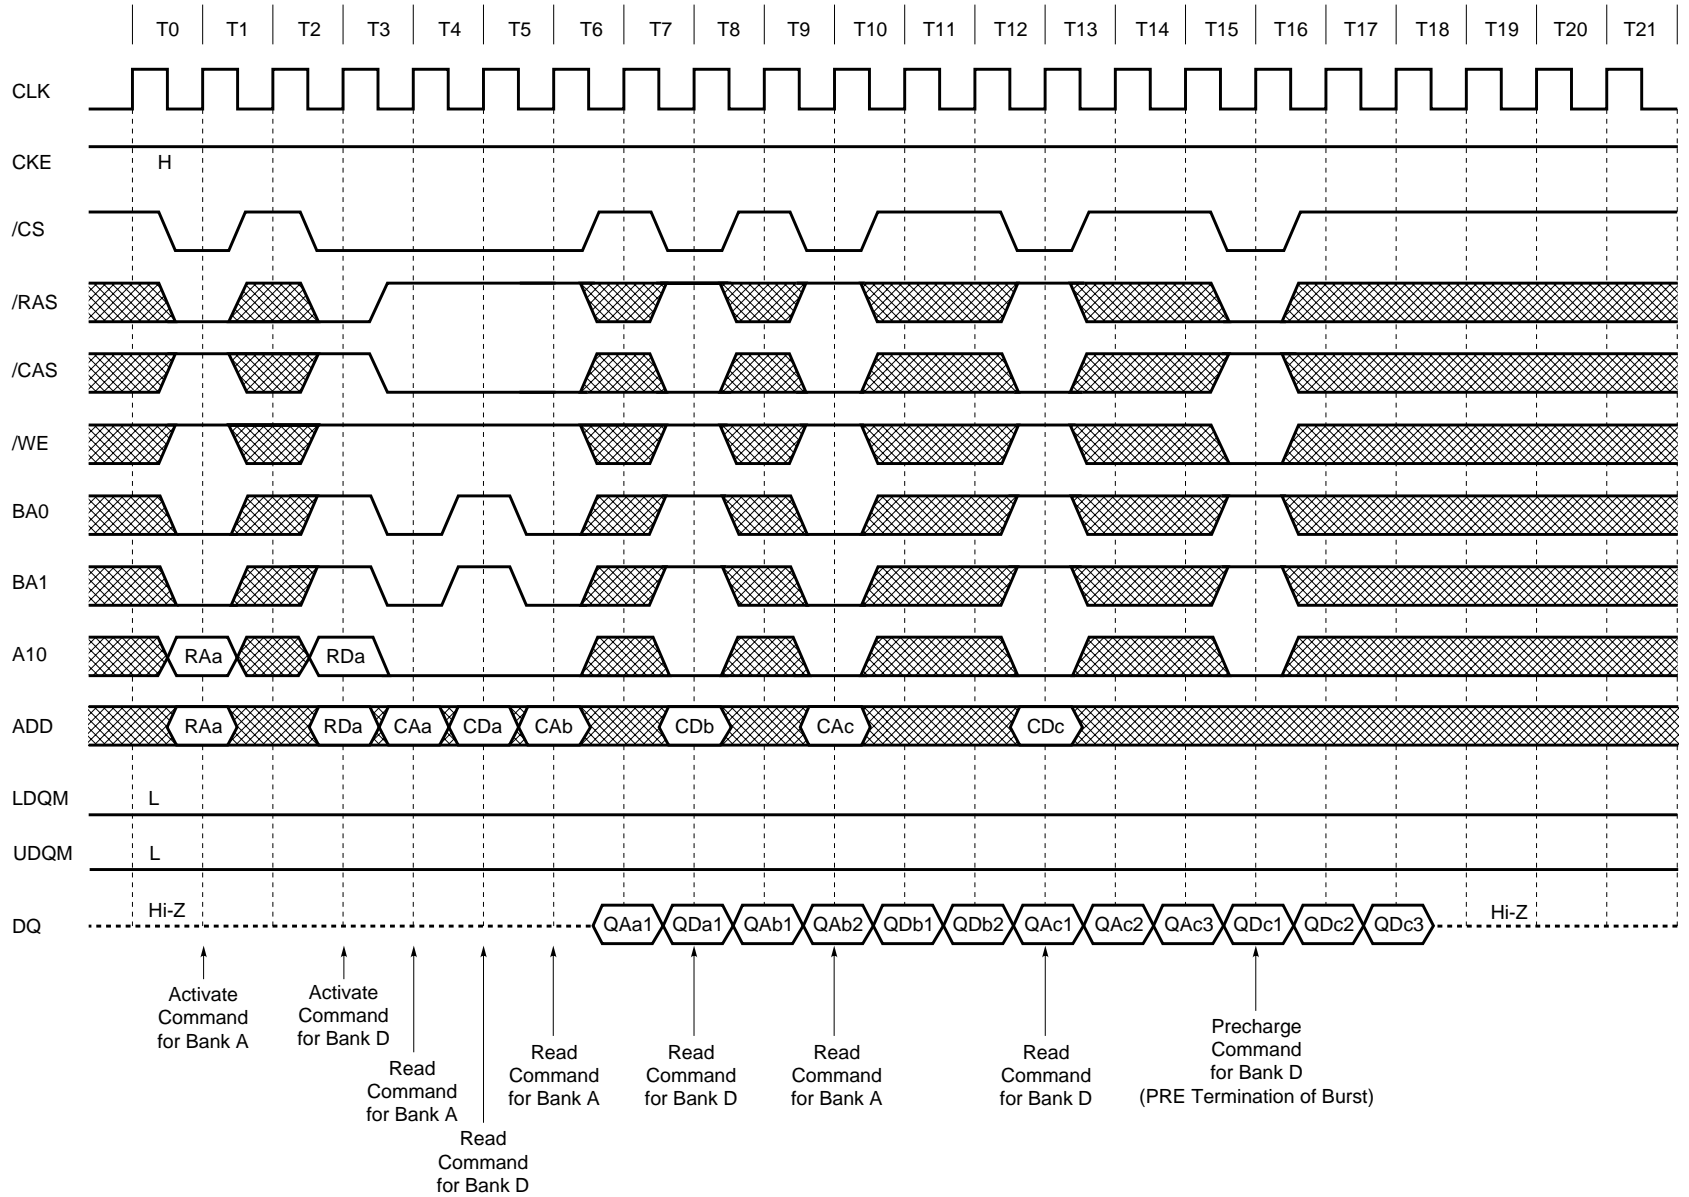 T0 T1 T2 T3 T4 T5 T6 T7 T8 T9 T10 T11 T12 T13 T14 T15 T16 T17 T18 T19 T20 T21
CLK
CKE H
/CS
/RAS
/CAS
/WE
BA0
BA1
A10 RAa RDa
ADD RAa RDa CAa CDa CAb CDb CAc CDc
LDQM L
UDQM L
DQ Hi-Z QAa1 QDa1 QAb1 QAb2 QDb1 QDb2 QAc1 QAc2 QAc3 QDc1 QDc2 QDc3 Hi-Z
Activate
Command
for Bank A
Activate
Command
for Bank D
Read
Command
for Bank A
Read
Command
for Bank D
Read
Command
for Bank A
Read
Command
for Bank D
Read
Command
for Bank A
Read
Command
for Bank D
Precharge
Command
for Bank D
(PRE Termination of Burst)